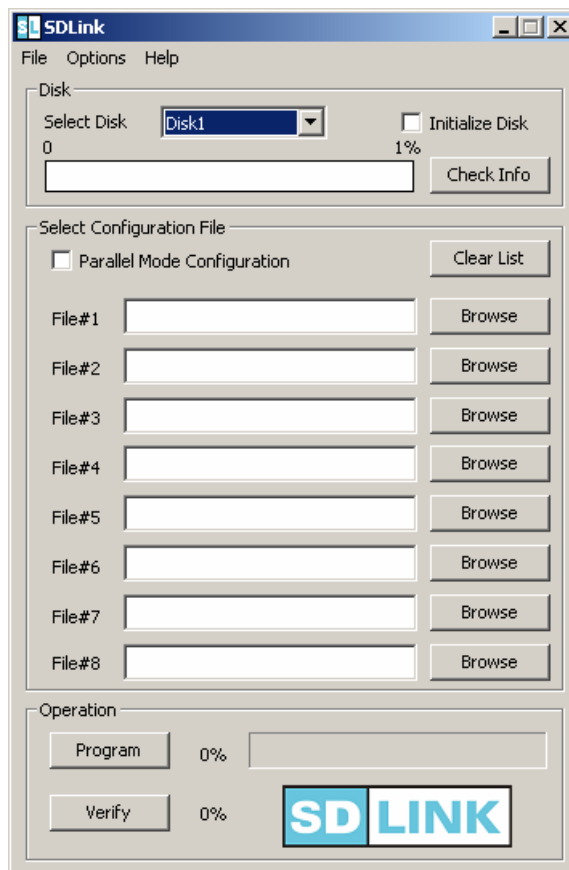 SL SDLink
File Options Help
Disk
Select Disk Disk1 Initialize Disk
0 1%
Check Info
Select Configuration File
Parallel Mode Configuration Clear List
File#1 Browse
File#2 Browse
File#3 Browse
File#4 Browse
File#5 Browse
File#6 Browse
File#7 Browse
File#8 Browse
Operation
Program 0%
Verify 0% SD LINK